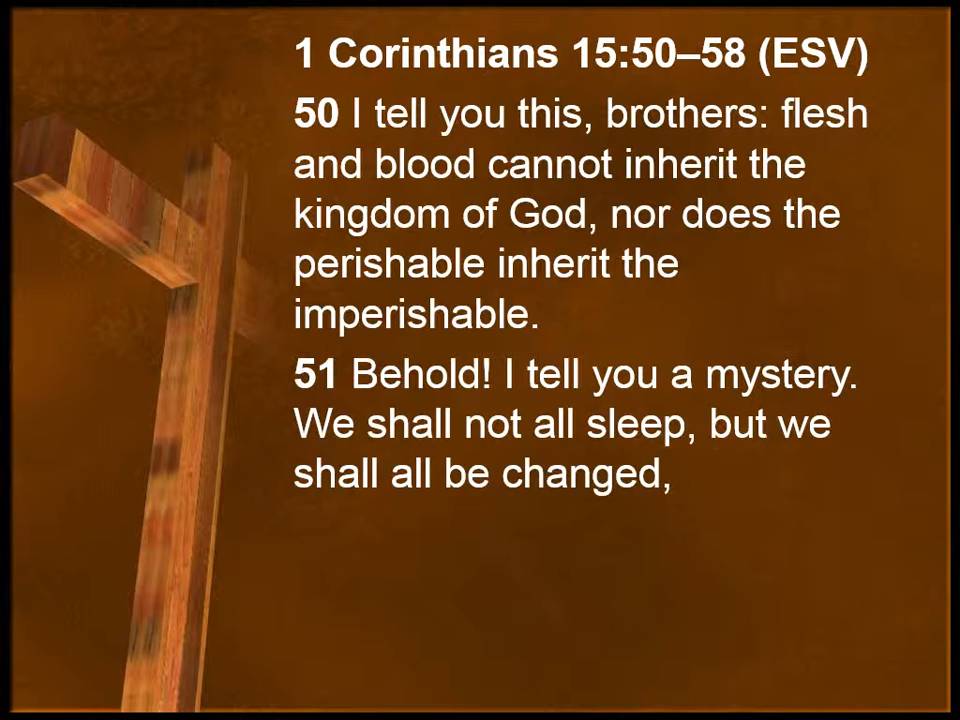 1 Corinthians 15:50–58 (ESV)
50 I tell you this, brothers: flesh
and blood cannot inherit the
kingdom of God, nor does the
perishable inherit the
imperishable.
51 Behold! I tell you a mystery.
We shall not all sleep, but we
shall all be changed,